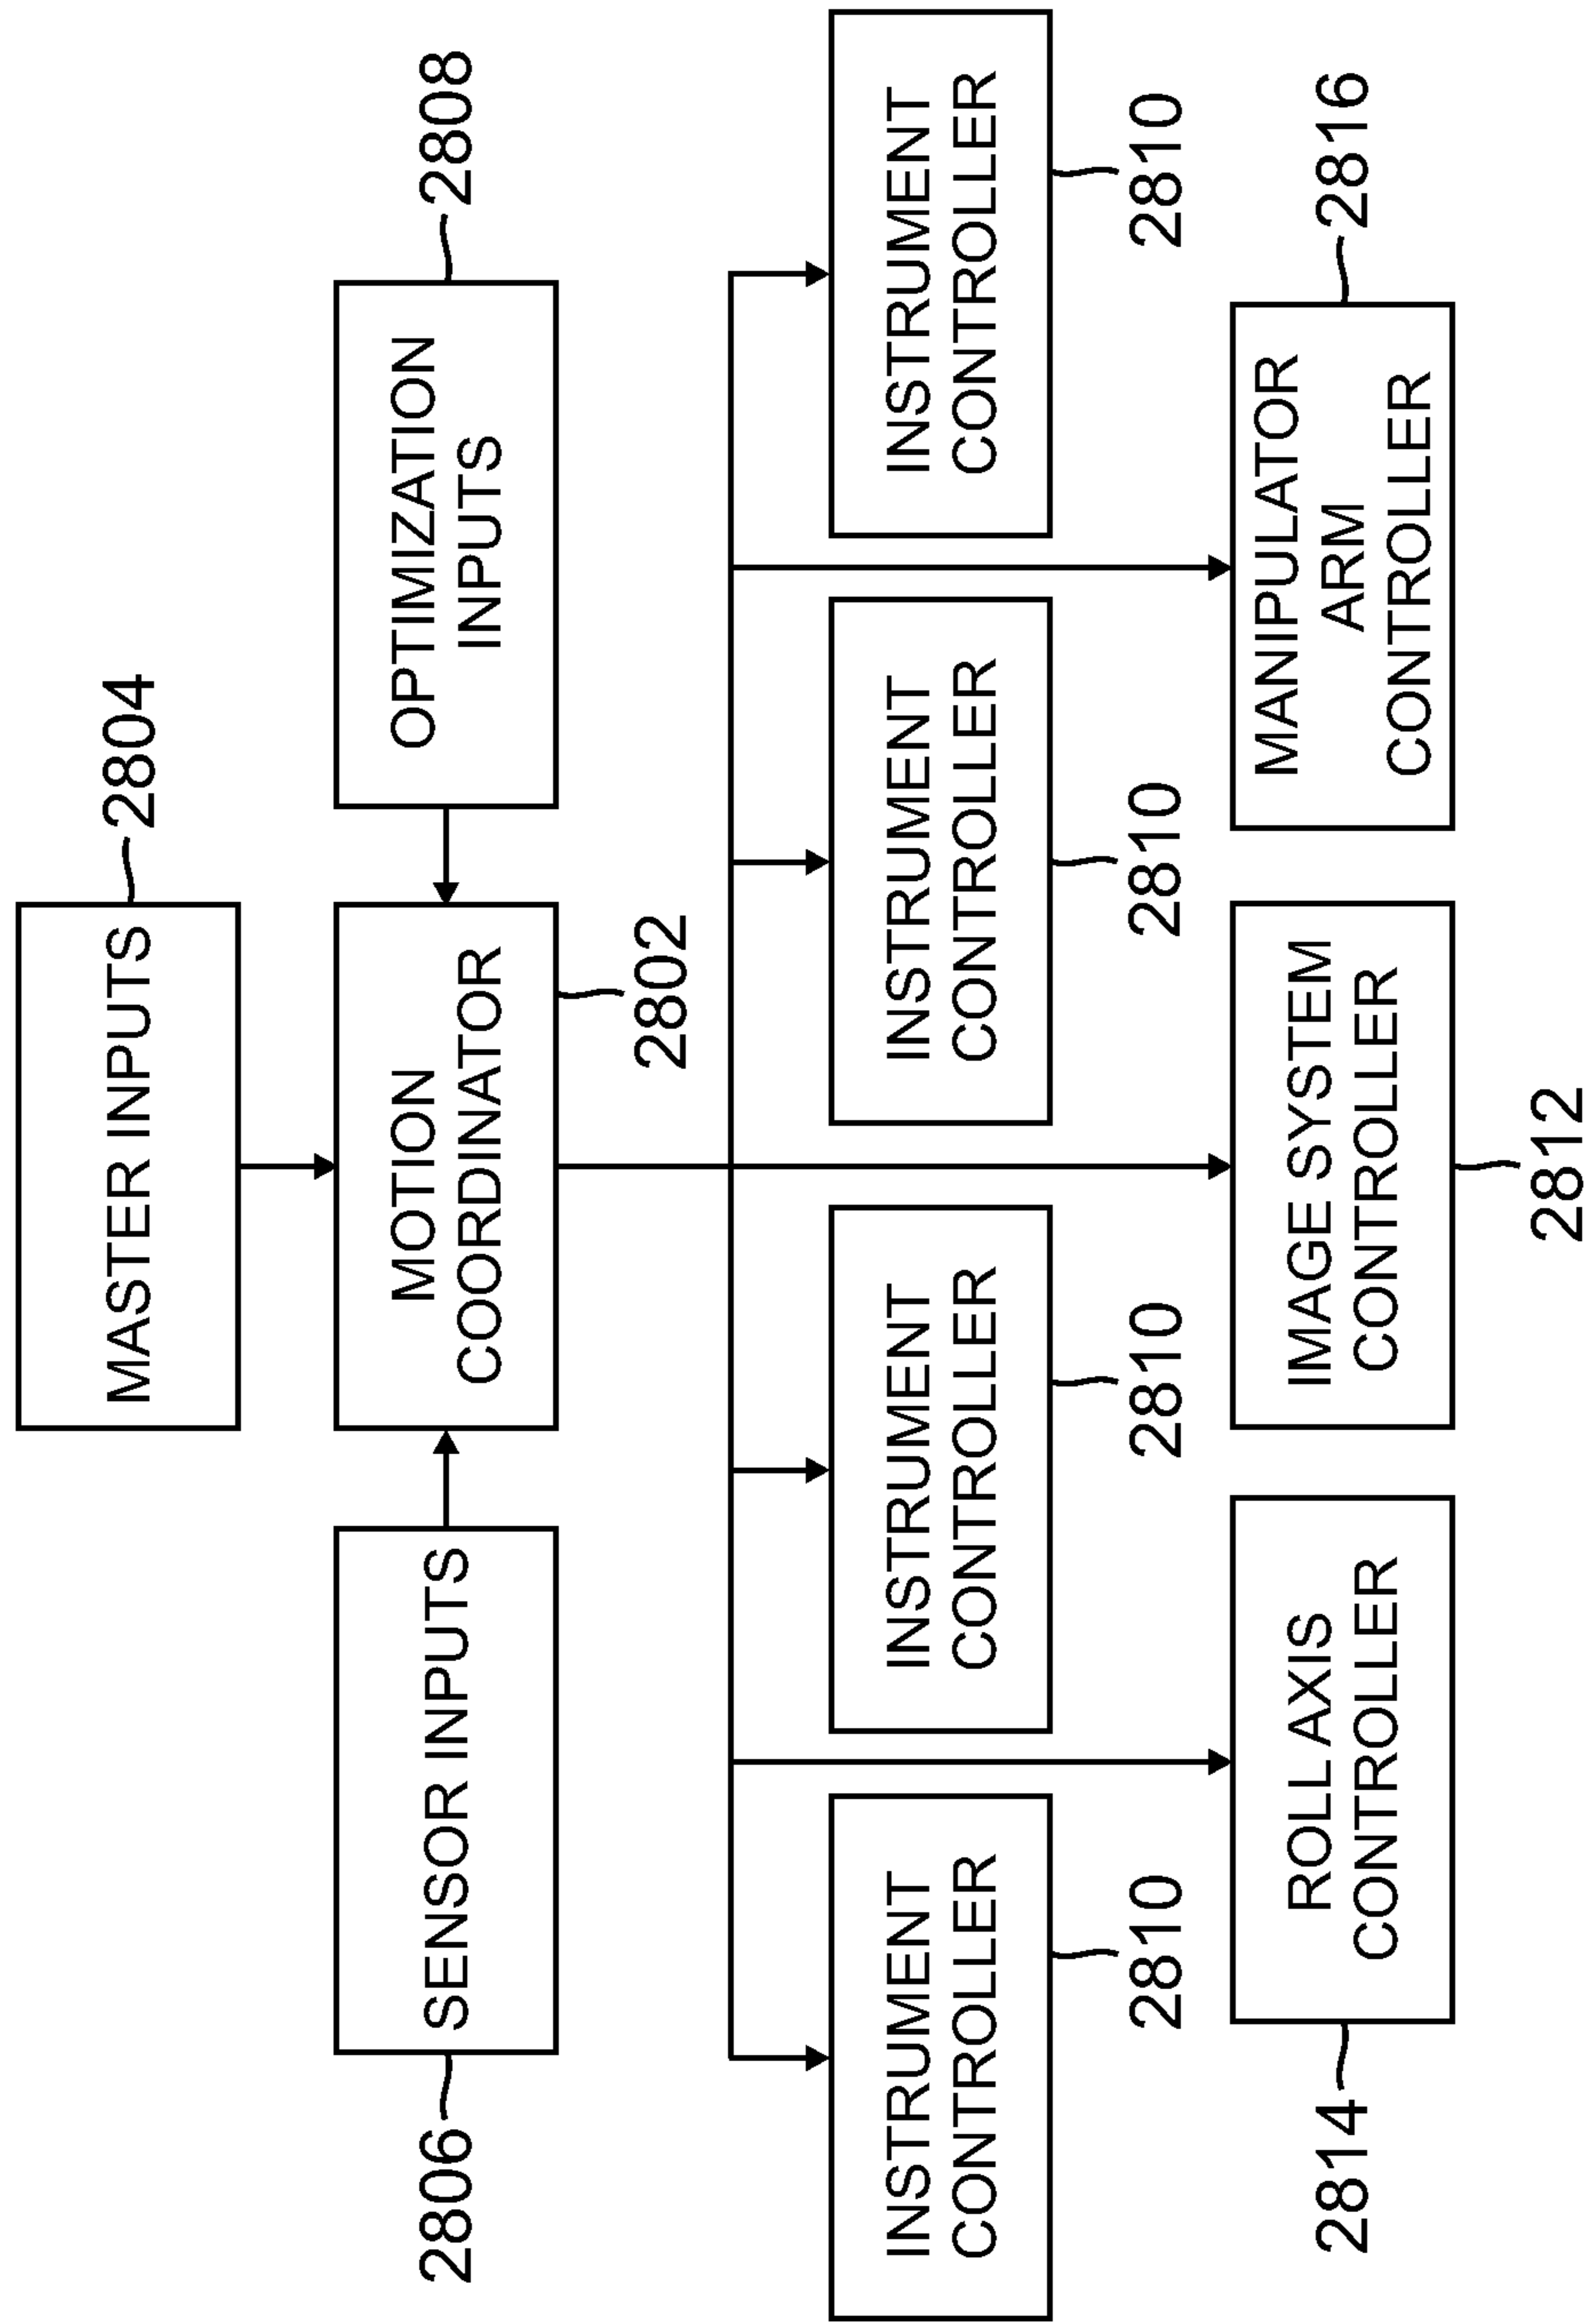 MASTER INPUTS
2804
2806
SENSOR INPUTS
MOTION
COORDINATOR
2802
OPTIMIZATION
INPUTS
2808
INSTRUMENT
CONTROLLER
2810
INSTRUMENT
CONTROLLER
2810
INSTRUMENT
CONTROLLER
2810
INSTRUMENT
CONTROLLER
2810
2814
ROLL AXIS
CONTROLLER
IMAGE SYSTEM
CONTROLLER
2812
MANIPULATOR
ARM
CONTROLLER
2816